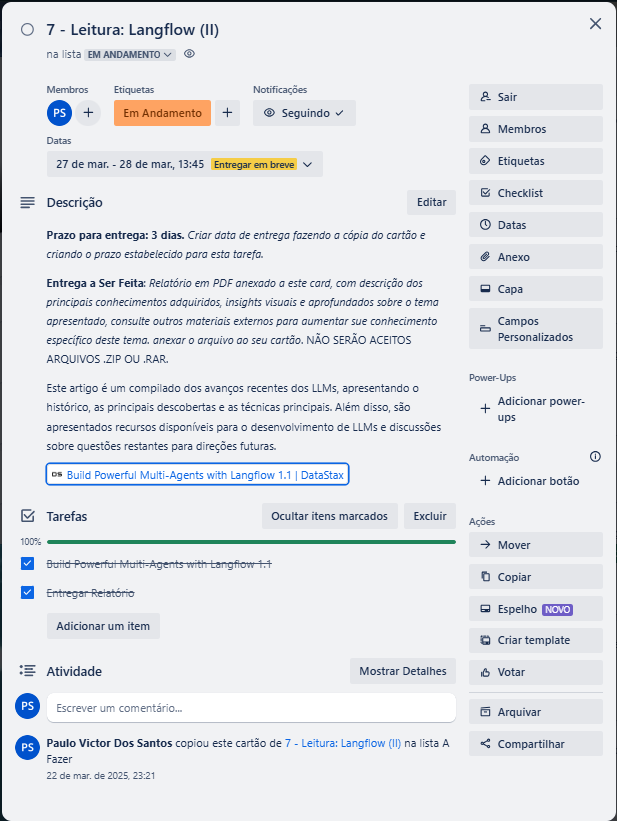 7 - Leitura: Langflow (II)
na lista EM ANDAMENTO
Membros
Etiquetas
Notificações
PS
Em Andamento
Seguindo
Datas
27 de mar. - 28 de mar., 13:45 Entregar em breve
Descrição
Editar
Prazo para entrega: 3 dias. Criar data de entrega fazendo a cópia do cartão e
criando o prazo estabelecido para esta tarefa.
Entrega a Ser Feita: Relatório em PDF anexado a este card, com descrição dos
principais conhecimentos adquiridos, insights visuais e aprofundados sobre o tema
apresentado, consulte outros materiais externos para aumentar sue conhecimento
específico deste tema. anexar o arquivo ao seu cartão. NÃO SERÃO ACEITOS
ARQUIVOS .ZIP OU .RAR.
Este artigo é um compilado dos avanços recentes dos LLMs, apresentando o
histórico, as principais descobertas e as técnicas principais. Além disso, são
apresentados recursos disponíveis para o desenvolvimento de LLMs e discussões
sobre questões restantes para direções futuras.
DS Build Powerful Multi-Agents with Langflow 1.1 | DataStax
Tarefas
Ocultar itens marcados
Excluir
100%
Build Powerful Multi-Agents with Langflow 1.1
Entregar Relatório
Adicionar um item
Atividade
Mostrar Detalhes
PS
Escrever um comentário...
PS
Paulo Victor Dos Santos copiou este cartão de 7 - Leitura: Langflow (II) na lista A
Fazer
22 de mar. de 2025, 23:21
Sair
Membros
Etiquetas
Checklist
Datas
Anexo
Capa
Campos
Personalizados
Power-Ups
Adicionar power-
ups
Automação
Adicionar botão
Ações
Mover
Copiar
Espelho NOVO
Criar template
Votar
Arquivar
Compartilhar